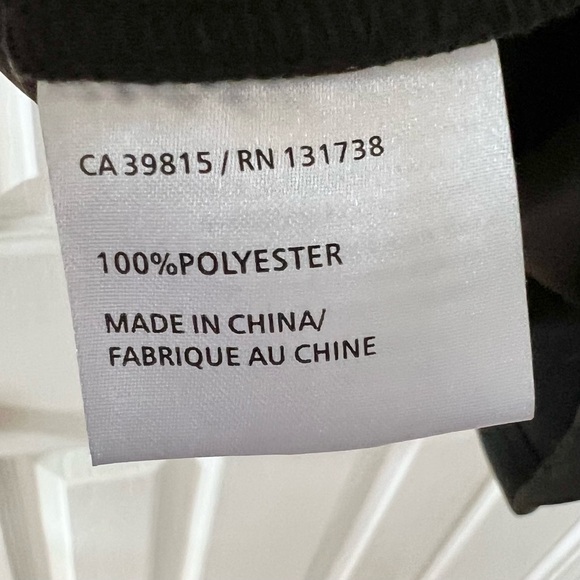 CA 39815 / RN 131738
100%POLYESTER
MADE IN CHINA/
FABRIQUE AU CHINE